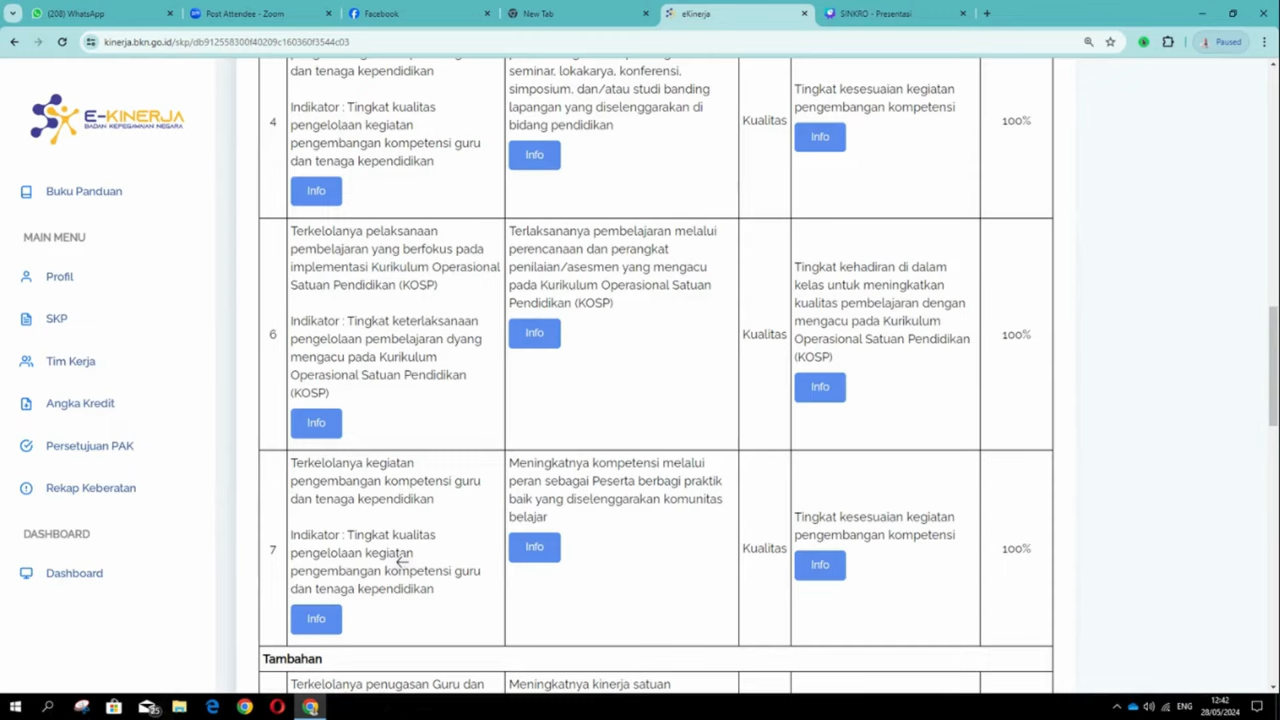 (208) WhatsApp
Post Attendee - Zoom
Facebook
New Tab
eKinerja
SINKRO - Presentasi
kinerja.bkn.go.id/skp/db912558300f40209c160360f3544c03
Paused
E-KINERJA
BADAN KEPEGAWAIAN NEGARA
Buku Panduan
MAIN MENU
Profil
SKP
Tim Kerja
Angka Kredit
Persetujuan PAK
Rekap Keberatan
DASHBOARD
Dashboard
4
dan tenaga kependidikan
Indikator : Tingkat kualitas
pengelolaan kegiatan
pengembangan kompetensi guru
dan tenaga kependidikan
Info
seminar, lokakarya, konferensi,
simposium, dan/atau studi banding
lapangan yang diselenggarakan di
bidang pendidikan
Info
Kualitas
Tingkat kesesuaian kegiatan
pengembangan kompetensi
Info
100%
6
Terkelolanya pelaksanaan
pembelajaran yang berfokus pada
implementasi Kurikulum Operasional
Satuan Pendidikan (KOSP)
Indikator : Tingkat keterlaksanaan
pengelolaan pembelajaran dyang
mengacu pada Kurikulum
Operasional Satuan Pendidikan
(KOSP)
Info
Terlaksananya pembelajaran melalui
perencanaan dan perangkat
penilaian/asesmen yang mengacu
pada Kurikulum Operasional Satuan
Pendidikan (KOSP)
Info
Kualitas
Tingkat kehadiran di dalam
kelas untuk meningkatkan
kualitas pembelajaran dengan
mengacu pada Kurikulum
Operasional Satuan Pendidikan
(KOSP)
Info
100%
7
Terkelolanya kegiatan
pengembangan kompetensi guru
dan tenaga kependidikan
Indikator : Tingkat kualitas
pengelolaan kegiatan
pengembangan kompetensi guru
dan tenaga kependidikan
Info
Meningkatnya kompetensi melalui
peran sebagai Peserta berbagi praktik
baik yang diselenggarakan komunitas
belajar
Info
Kualitas
Tingkat kesesuaian kegiatan
pengembangan kompetensi
Info
100%
Tambahan
Terkelolanya penugasan Guru dan
Meningkatnya kinerja satuan
ENG
12:42
28/05/2024